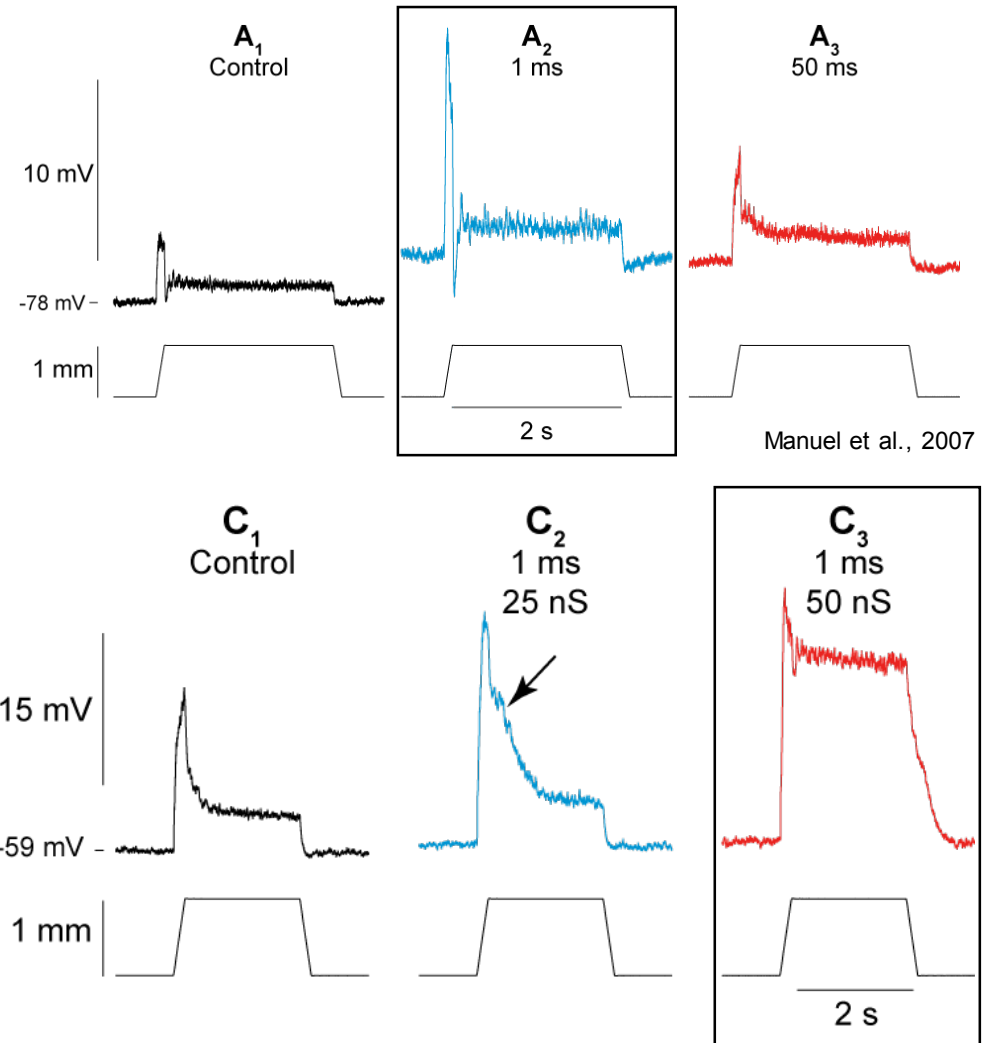 A1
Control
A2
1 ms
A3
50 ms
10 mV
-78 mV
1 mm
2 s
Manuel et al., 2007
C1
Control
C2
1 ms
25 nS
C3
1 ms
50 nS
15 mV
-59 mV
1 mm
2 s